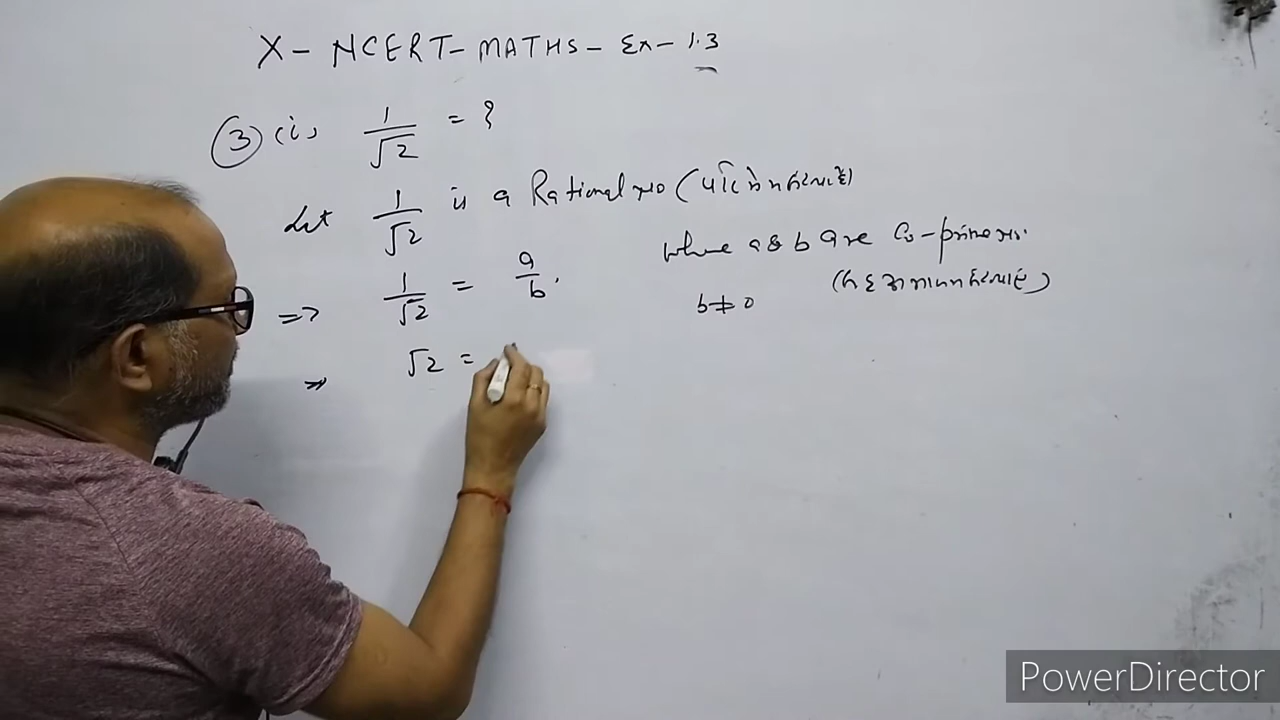 X - NCERT - MATHS - Ex - 1.3
3 (i) 1/√2 = ?
Let 1/√2 is a Rational no (
where a & b are Co-prime no.
=> 1/√2 = a/b.
b ≠ 0
=> √2 =
PowerDirector